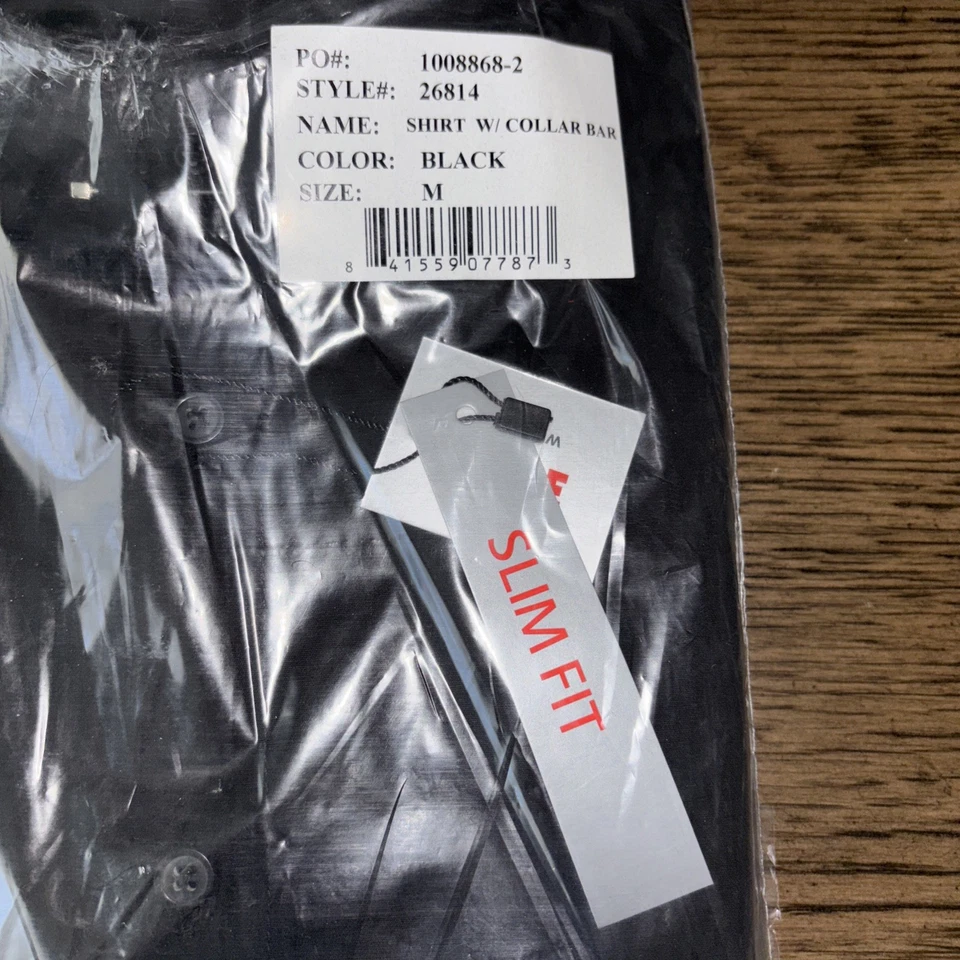 PO#: 1008868-2
STYLE#: 26814
NAME: SHIRT W/ COLLAR BAR
COLOR: BLACK
SIZE: M
8 41559 07787 3
SLIM FIT